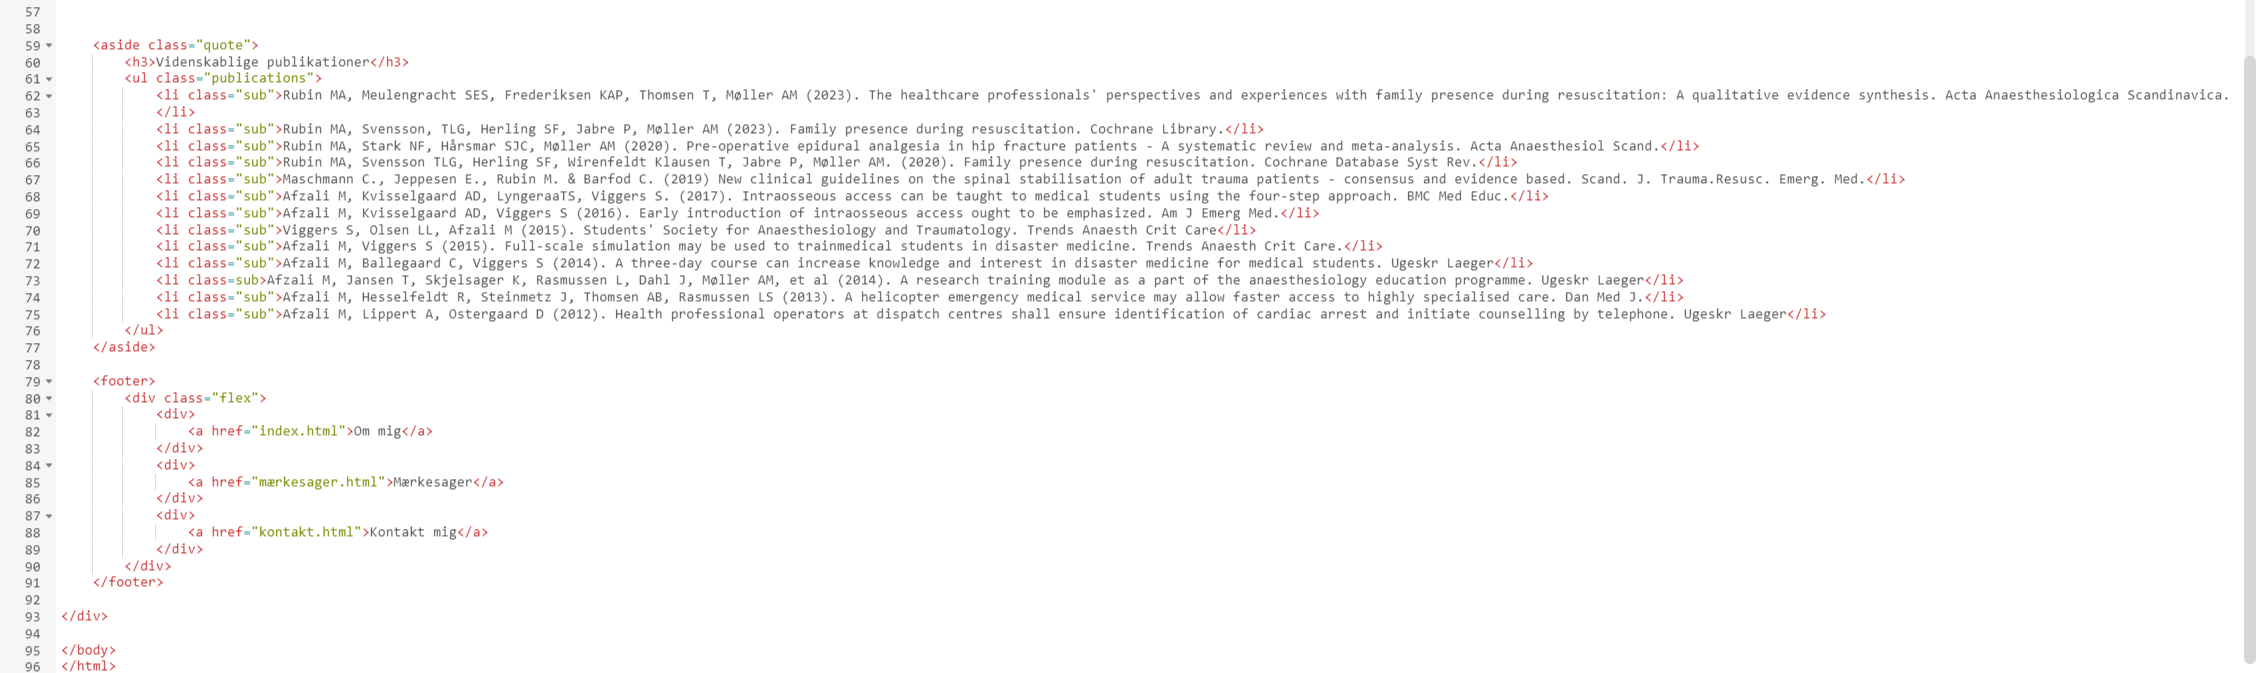 57
58
59 <aside class="quote">
60 <h3>Videnskablige publikationer</h3>
61 <ul class="publications">
62 <li class="sub">Rubin MA, Meulengracht SES, Frederiksen KAP, Thomsen T, Møller AM (2023). The healthcare professionals' perspectives and experiences with family presence during resuscitation: A qualitative evidence synthesis. Acta Anaesthesiologica Scandinavica.
63 </li>
64 <li class="sub">Rubin MA, Svensson, TLG, Herling SF, Jabre P, Møller AM (2023). Family presence during resuscitation. Cochrane Library.</li>
65 <li class="sub">Rubin MA, Stark NF, Hårsmar SJC, Møller AM (2020). Pre-operative epidural analgesia in hip fracture patients - A systematic review and meta-analysis. Acta Anaesthesiol Scand.</li>
66 <li class="sub">Rubin MA, Svensson TLG, Herling SF, Wirenfeldt Klausen T, Jabre P, Møller AM. (2020). Family presence during resuscitation. Cochrane Database Syst Rev.</li>
67 <li class="sub">Maschmann C., Jeppesen E., Rubin M. & Barfod C. (2019) New clinical guidelines on the spinal stabilisation of adult trauma patients - consensus and evidence based. Scand. J. Trauma.Resusc. Emerg. Med.</li>
68 <li class="sub">Afzali M, Kvisselgaard AD, LyngeraaTS, Viggers S. (2017). Intraosseous access can be taught to medical students using the four-step approach. BMC Med Educ.</li>
69 <li class="sub">Afzali M, Kvisselgaard AD, Viggers S (2016). Early introduction of intraosseous access ought to be emphasized. Am J Emerg Med.</li>
70 <li class="sub">Viggers S, Olsen LL, Afzali M (2015). Students' Society for Anaesthesiology and Traumatology. Trends Anaesth Crit Care</li>
71 <li class="sub">Afzali M, Viggers S (2015). Full-scale simulation may be used to trainmedical students in disaster medicine. Trends Anaesth Crit Care.</li>
72 <li class="sub">Afzali M, Ballegaard C, Viggers S (2014). A three-day course can increase knowledge and interest in disaster medicine for medical students. Ugeskr Laeger</li>
73 <li class=sub>Afzali M, Jansen T, Skjelsager K, Rasmussen L, Dahl J, Møller AM, et al (2014). A research training module as a part of the anaesthesiology education programme. Ugeskr Laeger</li>
74 <li class="sub">Afzali M, Hesselfeldt R, Steinmetz J, Thomsen AB, Rasmussen LS (2013). A helicopter emergency medical service may allow faster access to highly specialised care. Dan Med J.</li>
75 <li class="sub">Afzali M, Lippert A, Ostergaard D (2012). Health professional operators at dispatch centres shall ensure identification of cardiac arrest and initiate counselling by telephone. Ugeskr Laeger</li>
76 </ul>
77 </aside>
78
79 <footer>
80 <div class="flex">
81 <div>
82 <a href="index.html">Om mig</a>
83 </div>
84 <div>
85 <a href="mærkesager.html">Mærkesager</a>
86 </div>
87 <div>
88 <a href="kontakt.html">Kontakt mig</a>
89 </div>
90 </div>
91 </footer>
92
93 </div>
94
95 </body>
96 </html>